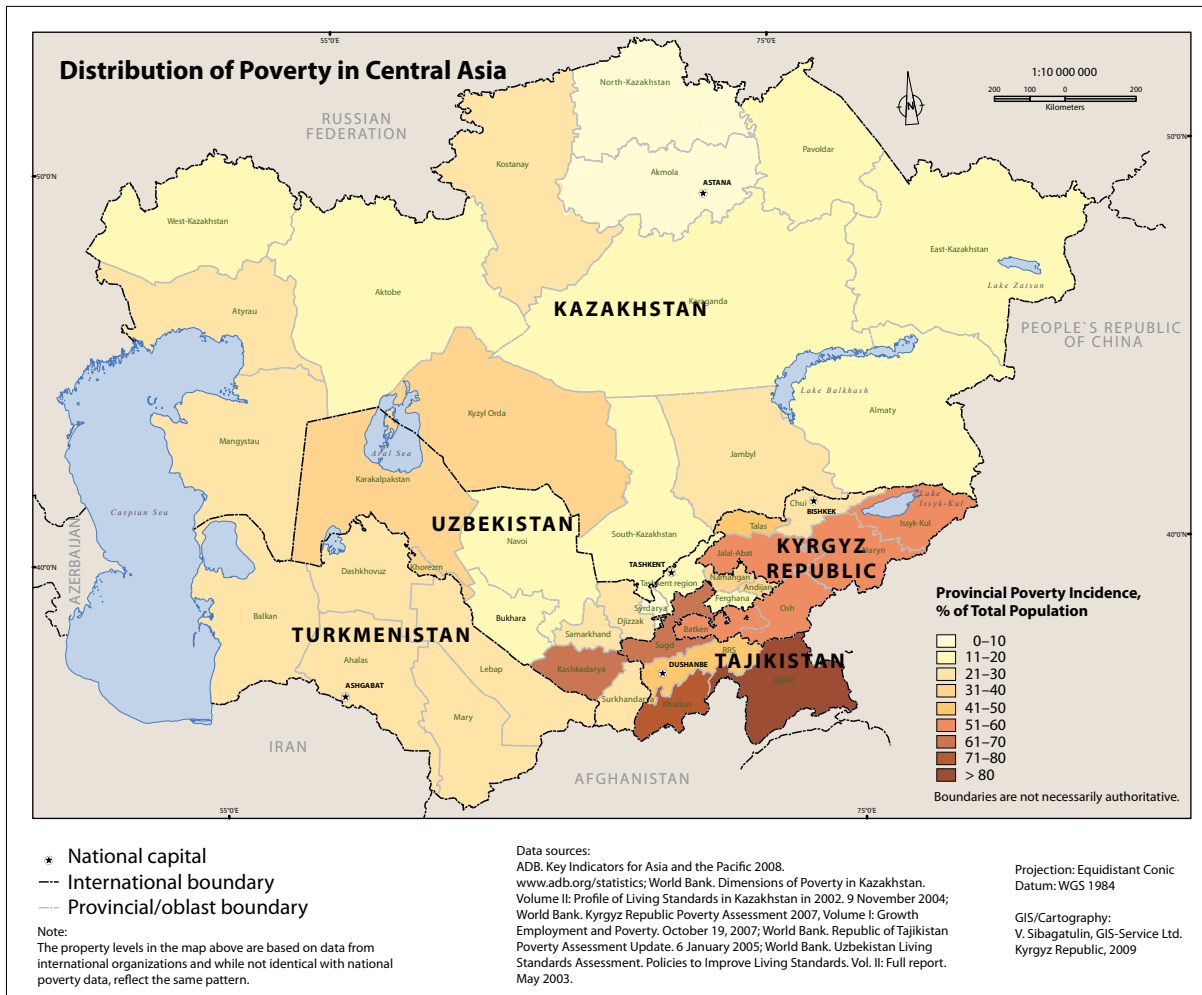 55°0'E
75°0'E
Distribution of Poverty in Central Asia
1:10 000 000
200 100 0 200
Kilometers
N
North-Kazakhstan
RUSSIAN
FEDERATION
50°0'N
Kostanay
Pavoldar
50°0'N
Akmola
ASTANA
West-Kazakhstan
East-Kazakhstan
Lake Zaisan
Aktobe
Karaganda
KAZAKHSTAN
Atyrau
PEOPLE`S REPUBLIC
OF CHINA
Lake Balkhash
Kyzyl Orda
Almaty
Mangystau
Aral Sea
Jambyl
Karakalpakstan
Caspian Sea
Chui
BISHKEK
Lake
Issyk-Kul
UZBEKISTAN
Talas
Issyk-Kul
AZERBAIJAN
Navoi
South-Kazakhstan
KYRGYZ
REPUBLIC
Naryn
40°0'N
40°0'N
Jalal-Abat
Dashkhovuz
Khorezm
TASHKENT
Tashkent region
Namangan
Andijan
Ferghana
Provincial Poverty Incidence,
% of Total Population
Balkan
Bukhara
Syrdarya
Djizzak
Osh
TURKMENISTAN
Samarkhand
Batken
Sugd
RRS
0–10
11–20
21–30
31–40
41–50
51–60
61–70
71–80
> 80
Ahalas
Lebap
Kashkadarya
DUSHANBE
TAJIKISTAN
GBAO
ASHGABAT
Surkhandarya
Khatlon
Mary
IRAN
AFGHANISTAN
Boundaries are not necessarily authoritative.
55°0'E
75°0'E
National capital
International boundary
Provincial/oblast boundary
Note:
The property levels in the map above are based on data from
international organizations and while not identical with national
poverty data, reflect the same pattern.
Data sources:
ADB. Key Indicators for Asia and the Pacific 2008.
www.adb.org/statistics; World Bank. Dimensions of Poverty in Kazakhstan.
Volume II: Profile of Living Standards in Kazakhstan in 2002. 9 November 2004;
World Bank. Kyrgyz Republic Poverty Assessment 2007, Volume I: Growth
Employment and Poverty. October 19, 2007; World Bank. Republic of Tajikistan
Poverty Assessment Update. 6 January 2005; World Bank. Uzbekistan Living
Standards Assessment. Policies to Improve Living Standards. Vol. II: Full report.
May 2003.
Projection: Equidistant Conic
Datum: WGS 1984
GIS/Cartography:
V. Sibagatulin, GIS-Service Ltd.
Kyrgyz Republic, 2009